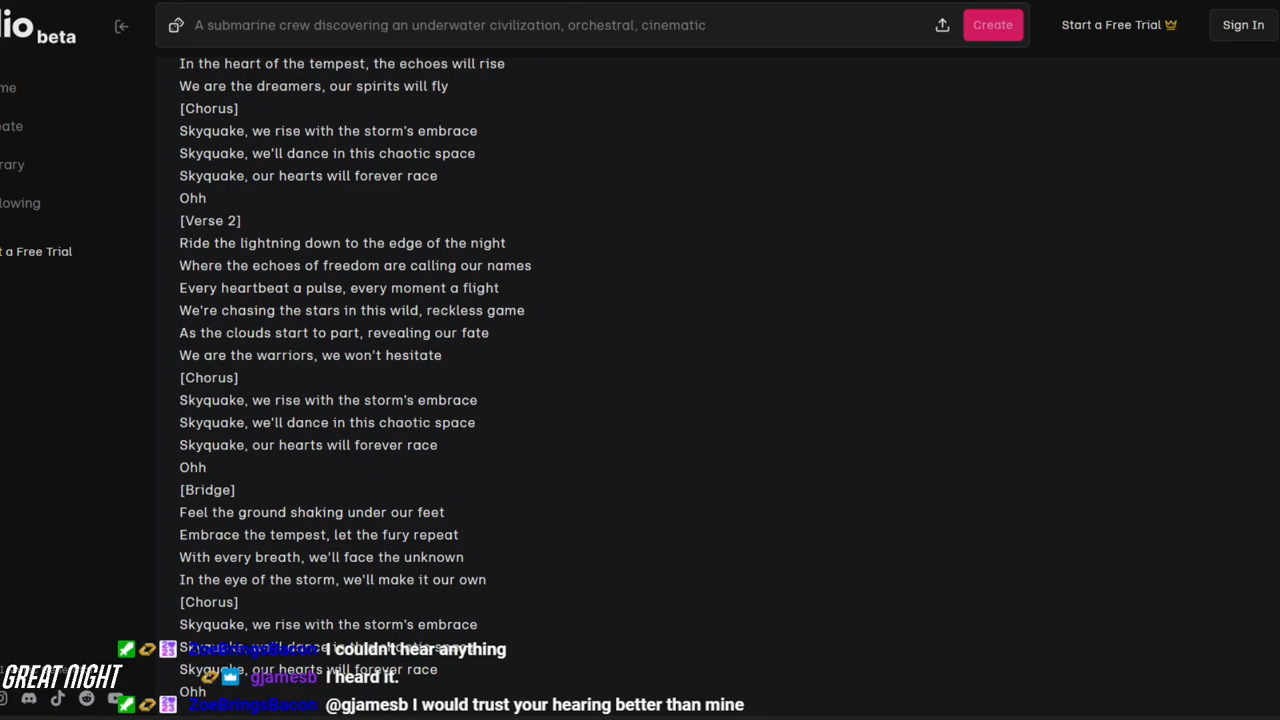 lio beta
A submarine crew discovering an underwater civilization, orchestral, cinematic
Create
Start a Free Trial
Sign In
me
eate
rary
lowing
t a Free Trial
In the heart of the tempest, the echoes will rise
We are the dreamers, our spirits will fly
[Chorus]
Skyquake, we rise with the storm's embrace
Skyquake, we'll dance in this chaotic space
Skyquake, our hearts will forever race
Ohh
[Verse 2]
Ride the lightning down to the edge of the night
Where the echoes of freedom are calling our names
Every heartbeat a pulse, every moment a flight
We're chasing the stars in this wild, reckless game
As the clouds start to part, revealing our fate
We are the warriors, we won't hesitate
[Chorus]
Skyquake, we rise with the storm's embrace
Skyquake, we'll dance in this chaotic space
Skyquake, our hearts will forever race
Ohh
[Bridge]
Feel the ground shaking under our feet
Embrace the tempest, let the fury repeat
With every breath, we'll face the unknown
In the eye of the storm, we'll make it our own
[Chorus]
Skyquake, we rise with the storm's embrace
Skyquake, we'll dance in
Skyquake, our hearts will forever race
Ohh
ZoeBringsBacon I couldn't hear anything
gjamesb I heard it.
ZoeBringsBacon @gjamesb I would trust your hearing better than mine
GREAT NIGHT